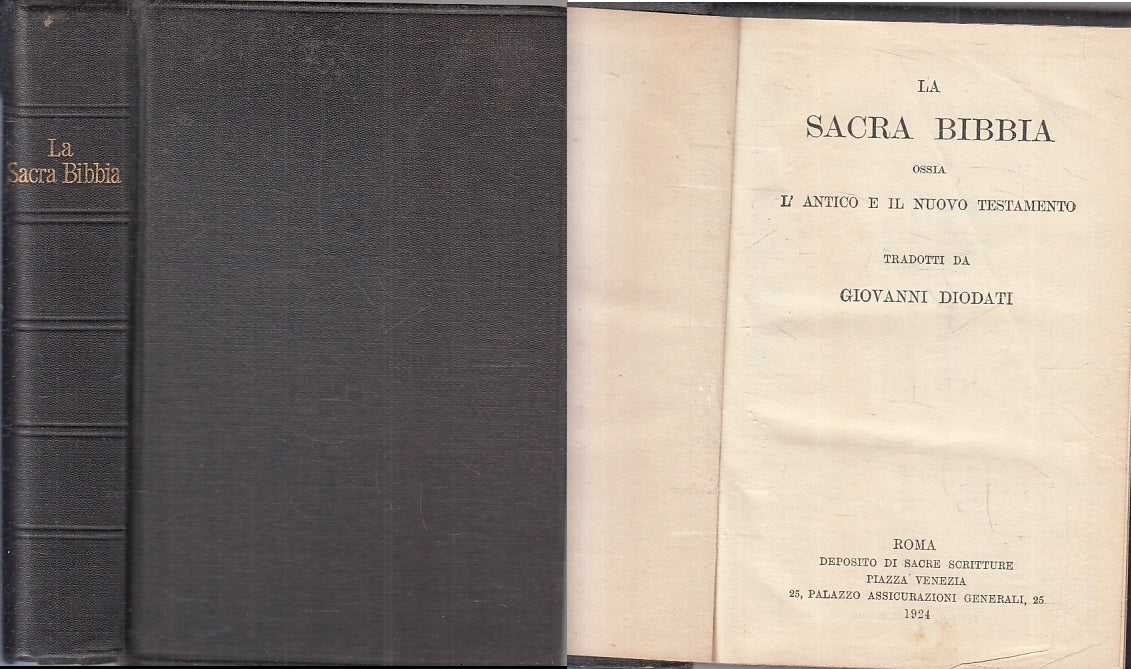 La
Sacra Bibbia
LA
SACRA BIBBIA
OSSIA
L' ANTICO E IL NUOVO TESTAMENTO
TRADOTTI DA
GIOVANNI DIODATI
ROMA
DEPOSITO DI SACRE SCRITTURE
PIAZZA VENEZIA
25, PALAZZO ASSICURAZIONI GENERALI, 25
1924